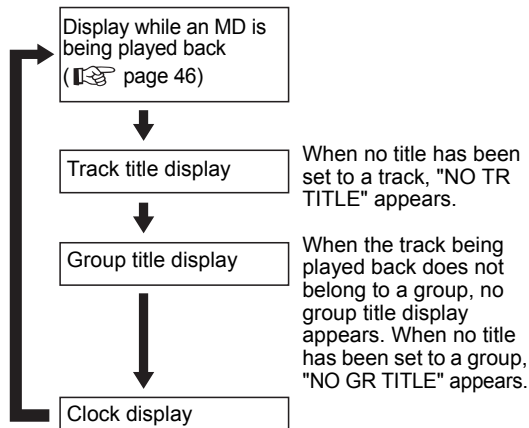 Display while an MD is
being played back
( page 46)
Track title display
When no title has been
set to a track, "NO TR
TITLE" appears.
Group title display
When the track being
played back does not
belong to a group, no
group title display
appears. When no title
has been set to a group,
"NO GR TITLE" appears.
Clock display